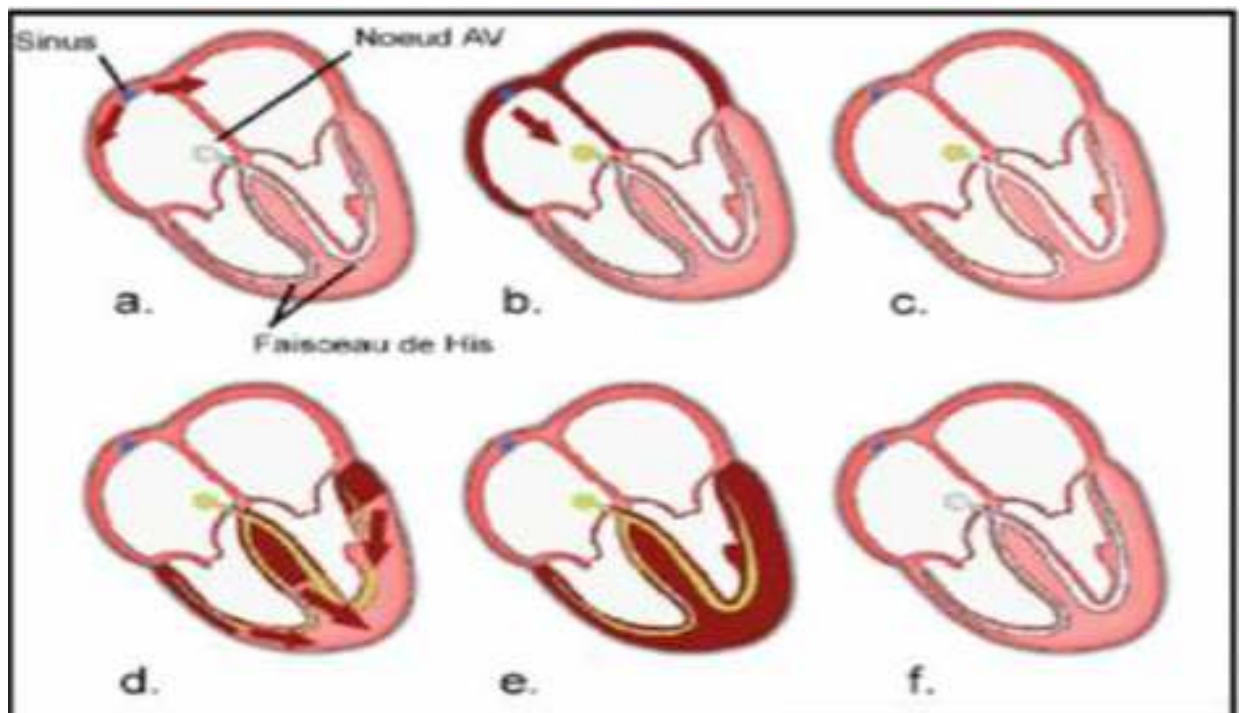 Sinus
Noeud AV
a.
b.
c.
Faisceau de His
d.
e.
f.